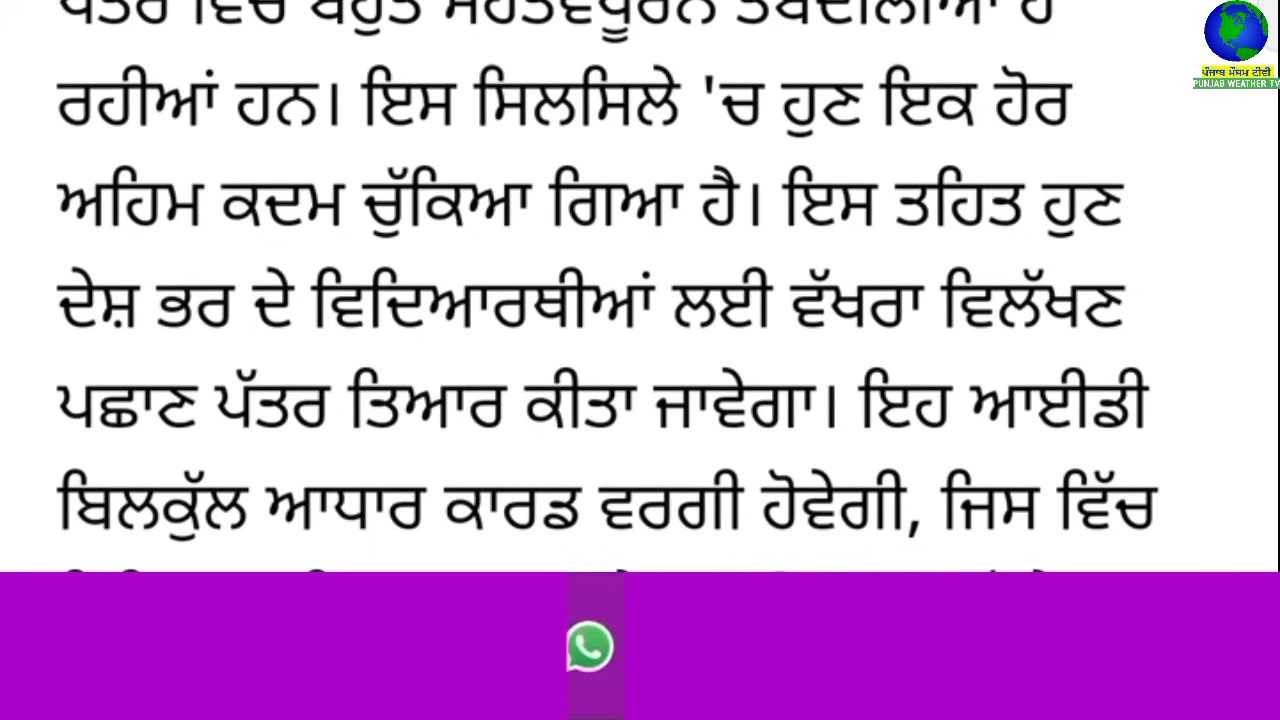 ਰਹੀਆਂ ਹਨ। ਇਸ ਸਿਲਸਿਲੇ 'ਚ ਹੁਣ ਇਕ ਹੋਰ
ਅਹਿਮ ਕਦਮ ਚੁੱਕਿਆ ਗਿਆ ਹੈ। ਇਸ ਤਹਿਤ ਹੁਣ
ਦੇਸ਼ ਭਰ ਦੇ ਵਿਦਿਆਰਥੀਆਂ ਲਈ ਵੱਖਰਾ ਵਿਲੱਖਣ
ਪਛਾਣ ਪੱਤਰ ਤਿਆਰ ਕੀਤਾ ਜਾਵੇਗਾ। ਇਹ ਆਈਡੀ
ਬਿਲਕੁੱਲ ਆਧਾਰ ਕਾਰਡ ਵਰਗੀ ਹੋਵੇਗੀ, ਜਿਸ ਵਿੱਚ
ਪੰਜਾਬ ਮੌਸਮ ਟੀਵੀ
PUNJAB WEATHER TV